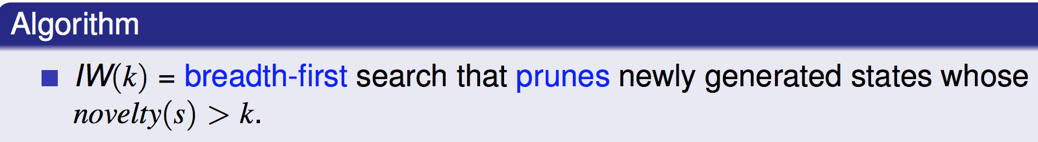 Algorithm
IW(k) = breadth-first search that prunes newly generated states whose
novelty(s) > k.